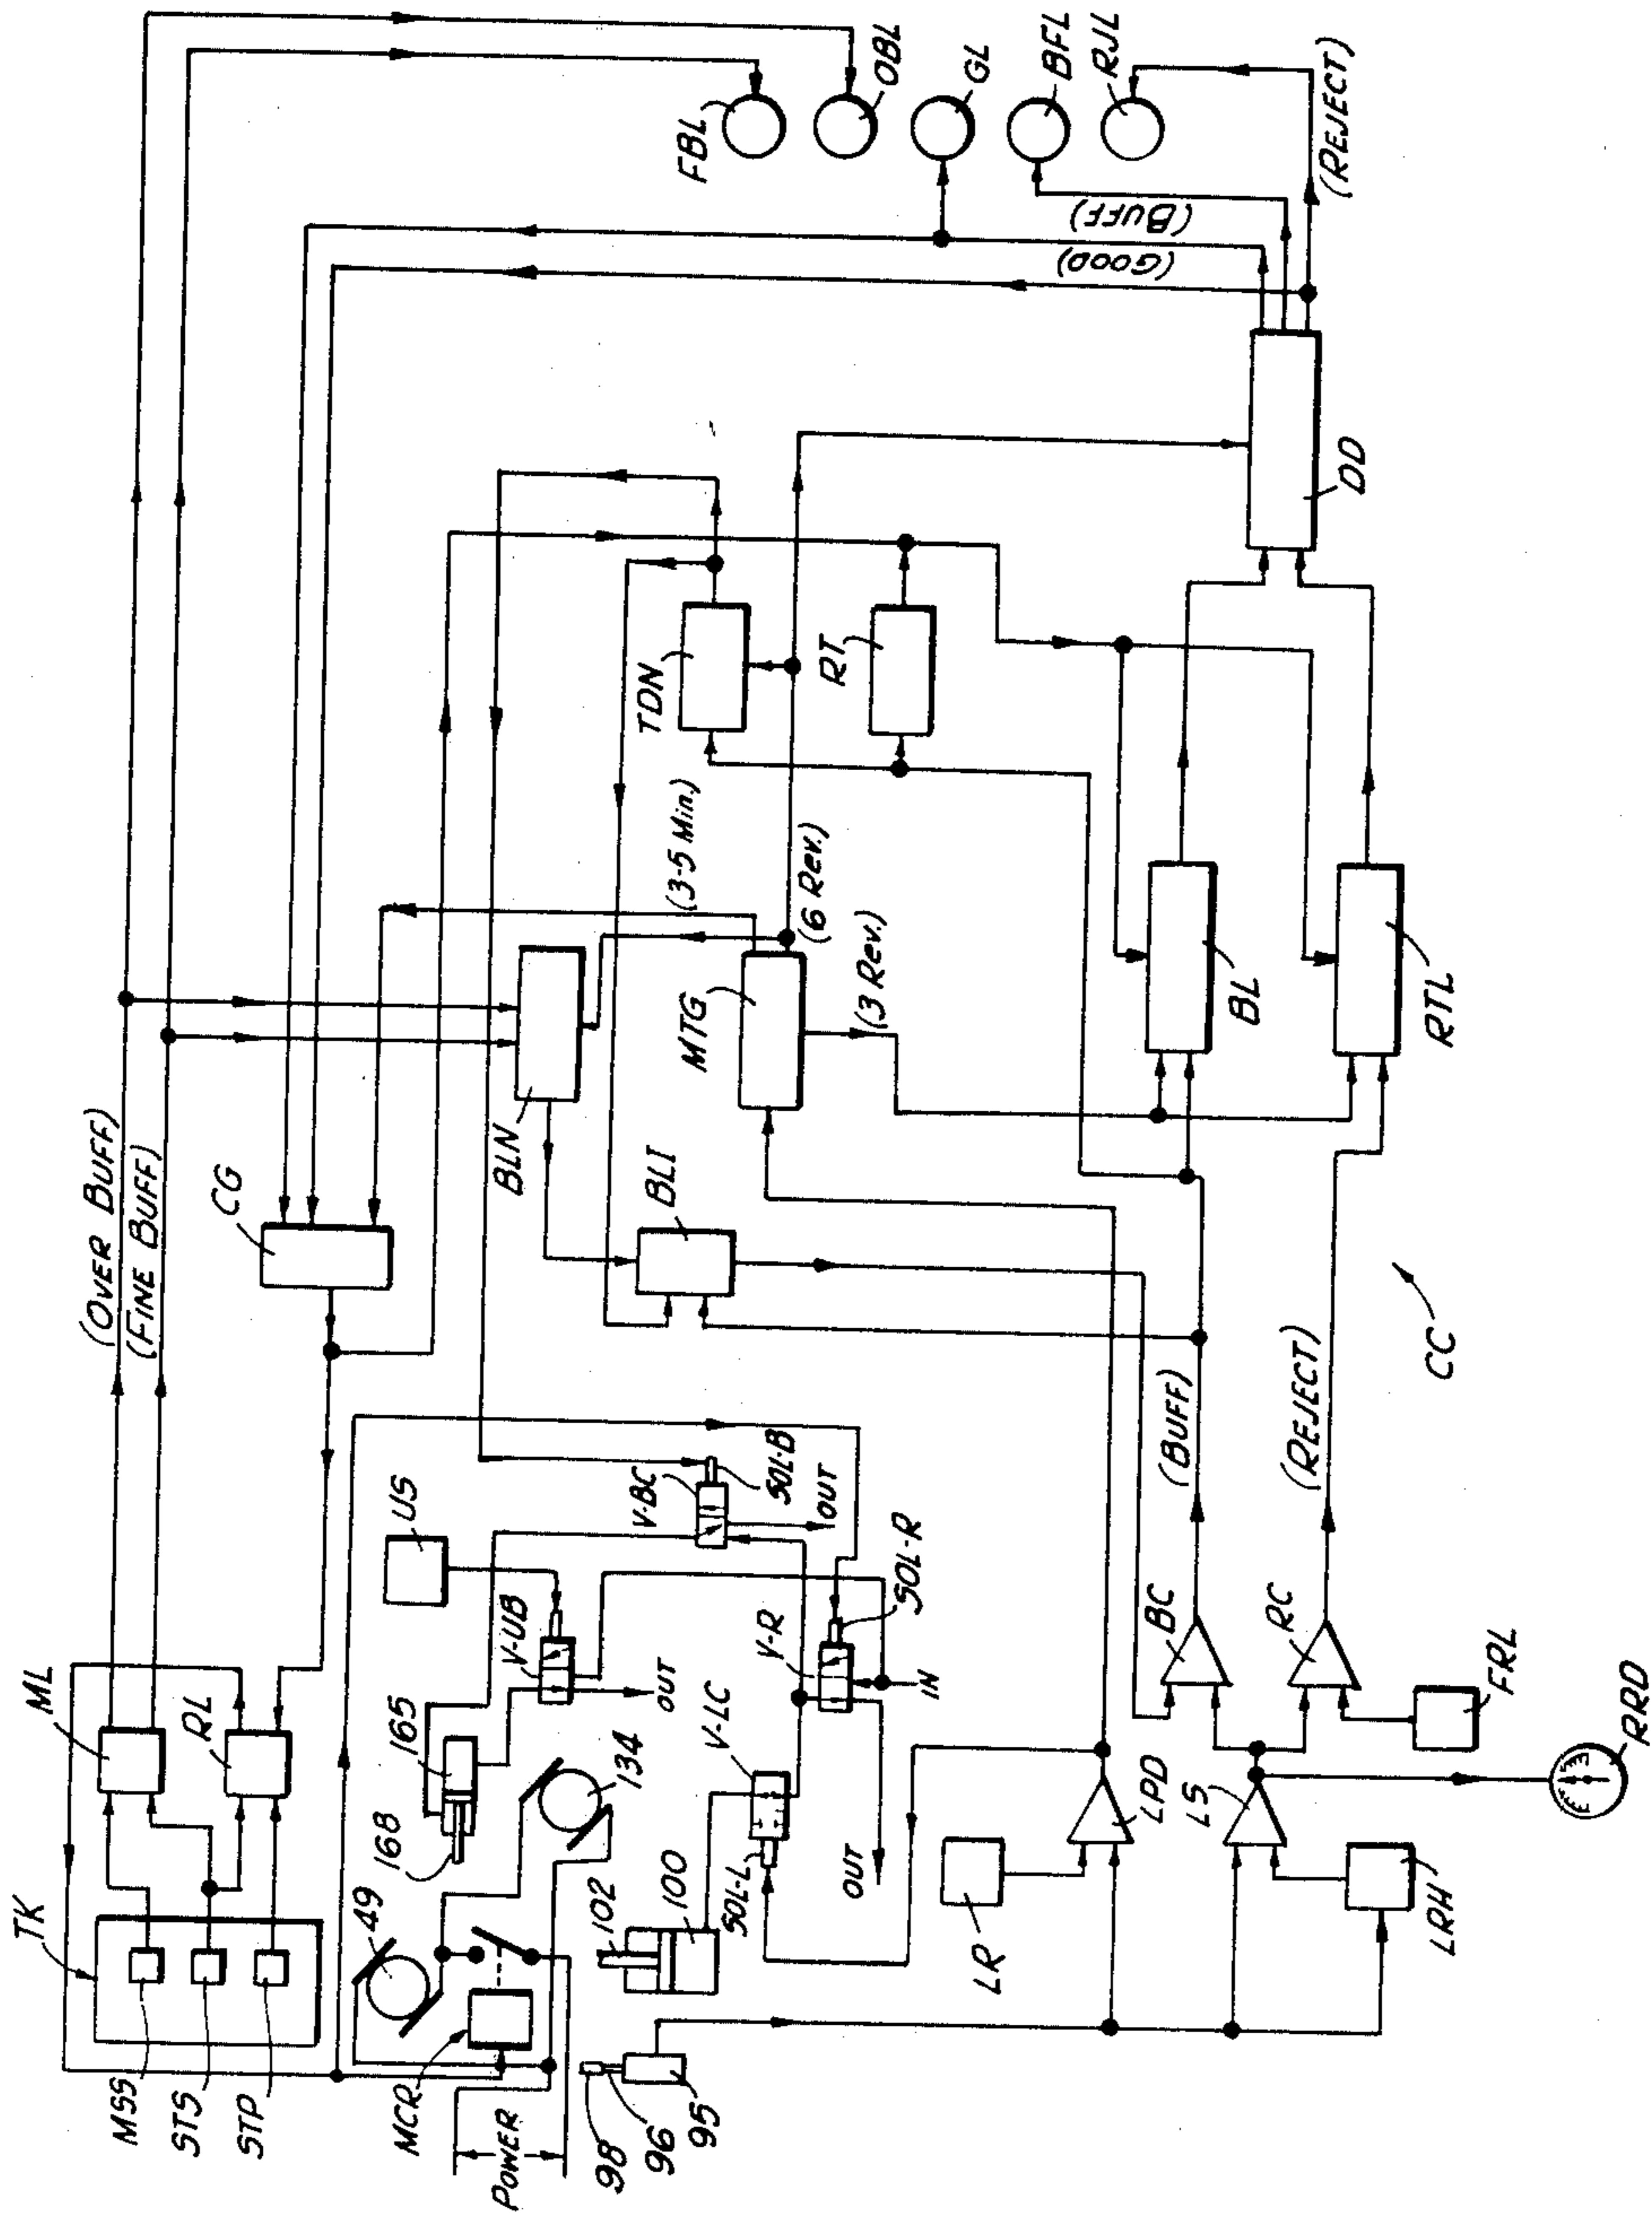 TK
MSS
STS
STP
ML
RL
(OVER BUFF)
(FINE BUFF)
CG
49
MCR
POWER
168
165
134
US
V-UB
OUT
V-BC
SOL-B
OUT
102
100
SOL-L
V-LC
V-R
SOL-R
IN
OUT
98
96
95
BLN
BLI
MTG
(3-5 Min.)
(6 Rev.)
(3 Rev.)
TDN
RT
FBL
OBL
GL
BFL
RJL
(GOOD)
(BUFF)
(REJECT)
DD
BL
RTL
LR
LPD
LS
LRH
BC
RC
FRL
RRD
(BUFF)
(REJECT)
CC